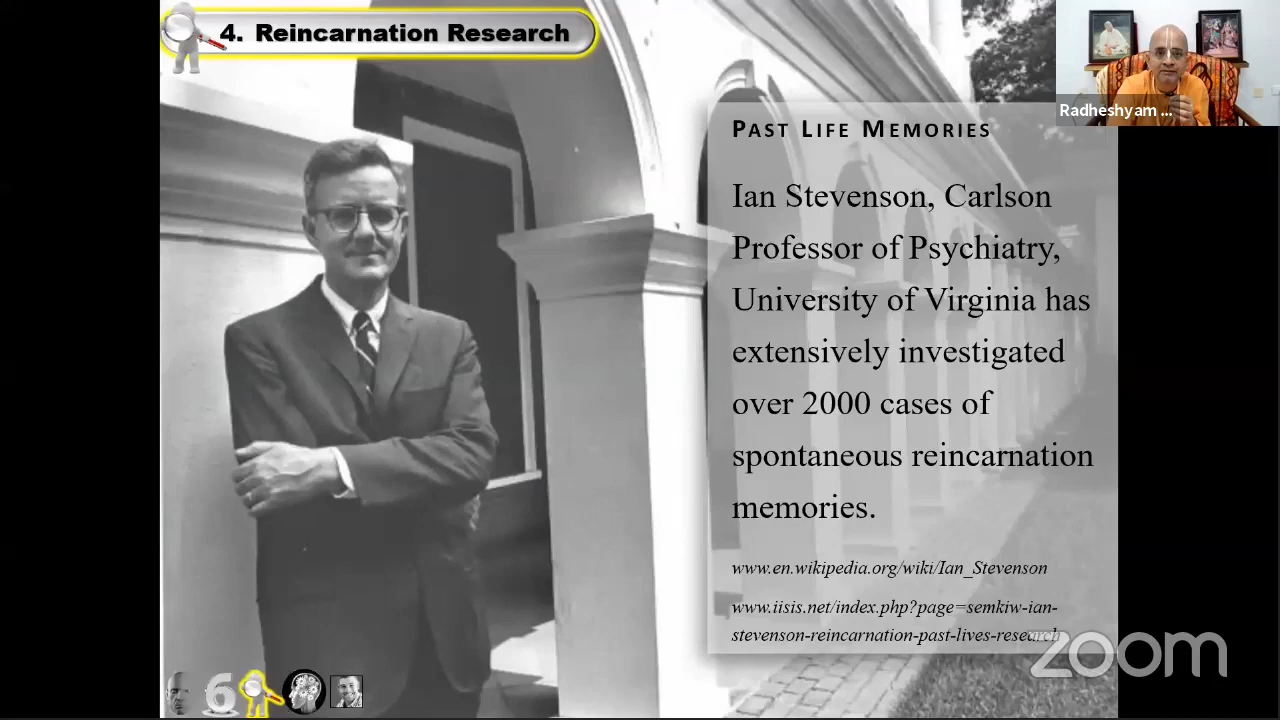 4. Reincarnation Research
Radheshyam ...
PAST LIFE MEMORIES
Ian Stevenson, Carlson
Professor of Psychiatry,
University of Virginia has
extensively investigated
over 2000 cases of
spontaneous reincarnation
memories.
www.en.wikipedia.org/wiki/Ian_Stevenson
www.iisis.net/index.php?page=semkiw-ian-
stevenson-reincarnation-past-lives-research
zoom
6